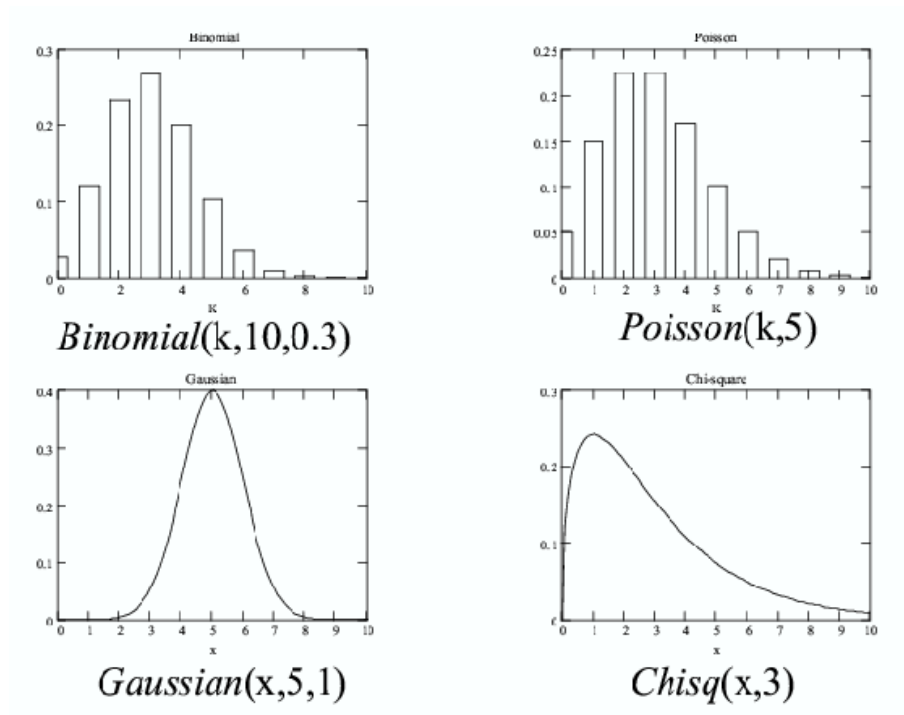 Binomial
0.3
0.2
0.1
0
0 2 4 6 8 10
K
Binomial(k,10,0.3)
Poisson
0.25
0.2
0.15
0.1
0.05
0 1 2 3 4 5 6 7 8 9 10
K
Poisson(k,5)
Gaussian
0.4
0.3
0.2
0.1
0
0 1 2 3 4 5 6 7 8 9 10
x
Gaussian(x,5,1)
Chi-square
0.3
0.2
0.1
0 1 2 3 4 5 6 7 8 9 10
x
Chisq(x,3)